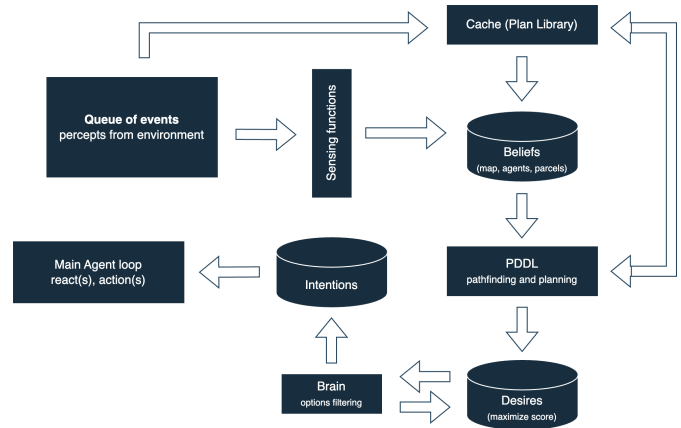 Cache (Plan Library)
Queue of events
percepts from environment
Sensing functions
Beliefs
(map, agents, parcels)
Main Agent loop
react(s), action(s)
Intentions
PDDL
pathfinding and planning
Brain
options filtering
Desires
(maximize score)